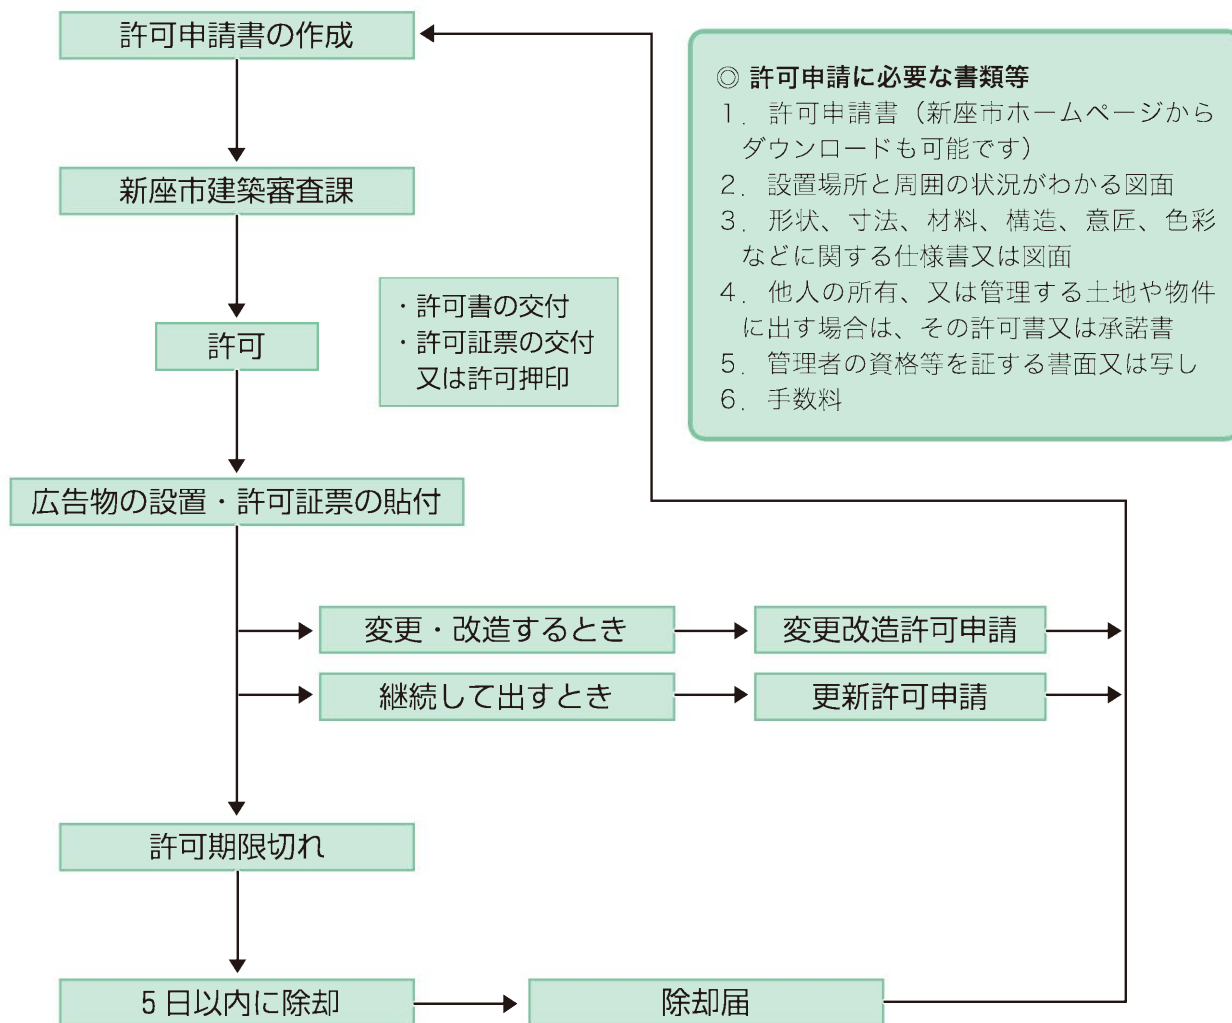 許可申請書の作成
新座市建築審査課
許可
・許可書の交付
・許可証票の交付
又は許可押印
◎ 許可申請に必要な書類等
1．許可申請書（新座市ホームページから
ダウンロードも可能です）
2．設置場所と周囲の状況がわかる図面
3．形状、寸法、材料、構造、意匠、色彩
などに関する仕様書又は図面
4．他人の所有、又は管理する土地や物件
に出す場合は、その許可書又は承諾書
5．管理者の資格等を証する書面又は写し
6．手数料
広告物の設置・許可証票の貼付
変更・改造するとき
変更改造許可申請
継続して出すとき
更新許可申請
許可期限切れ
5 日以内に除却
除却届